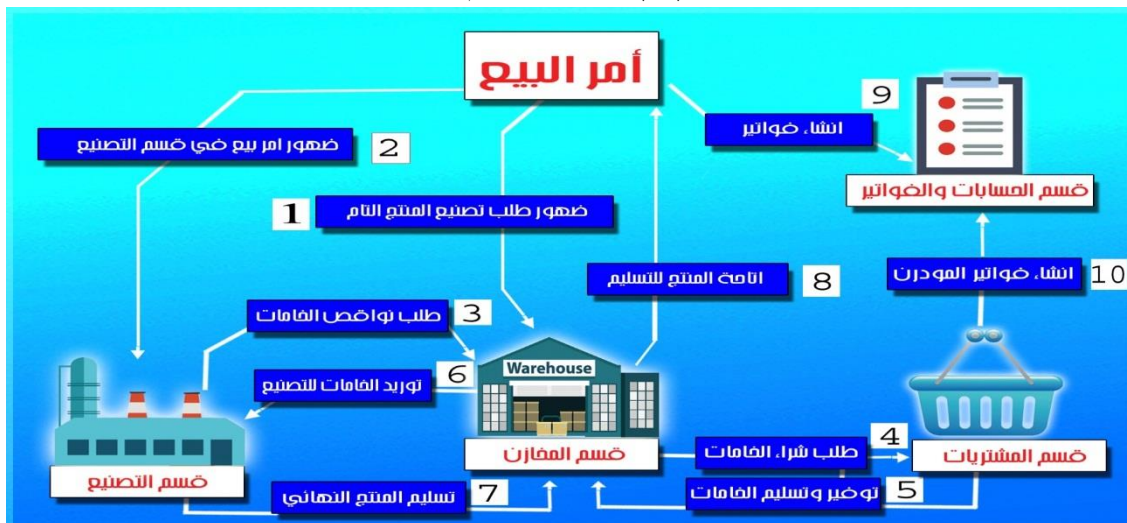 أمر البيع
9
انشاء فواتير
ضهور امر بيع في قسم التصنيع
2
قسم الحسابات والفواتير
1
ضهور طلب تصنيع المنتج التام
اتاحة المنتج للتسليم
8
انشاء فواتير المودرن
10
طلب نواقص الخامات
3
Warehouse
توريد الخامات للتصنيع
6
قسم المخازن
طلب شراء الخامات
4
قسم المشتريات
قسم التصنيع
تسليم المنتج النهائي
7
توفير وتسليم الخامات
5